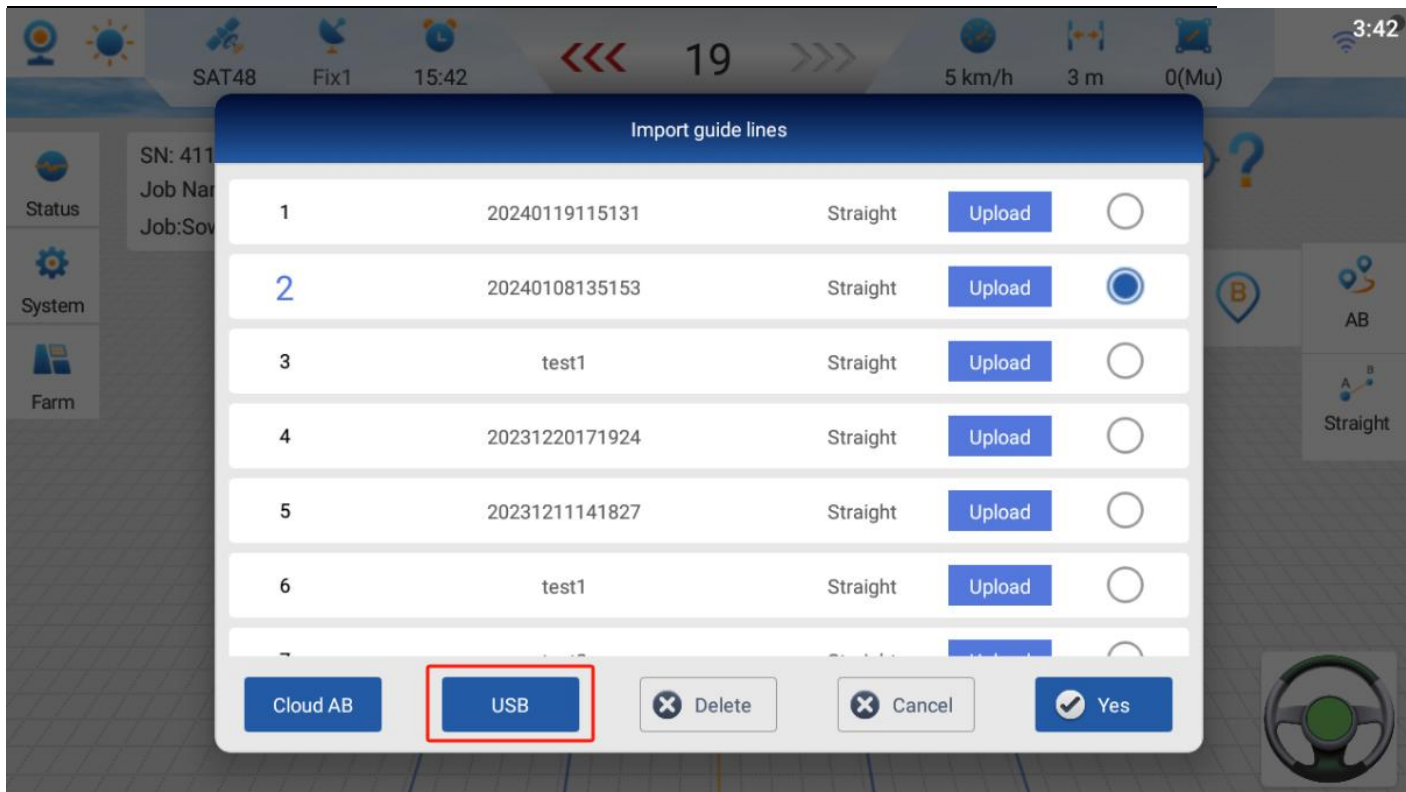 3:42
19
SAT48 Fix1 15:42 5 km/h 3 m 0(Mu)
Import guide lines
SN: 411
Job Nar
Job:Sov
Status
System
Farm
1 20240119115131 Straight Upload
2 20240108135153 Straight Upload
3 test1 Straight Upload
4 20231220171924 Straight Upload
5 20231211141827 Straight Upload
6 test1 Straight Upload
?
B
AB
A B
Straight
Cloud AB USB Delete Cancel Yes